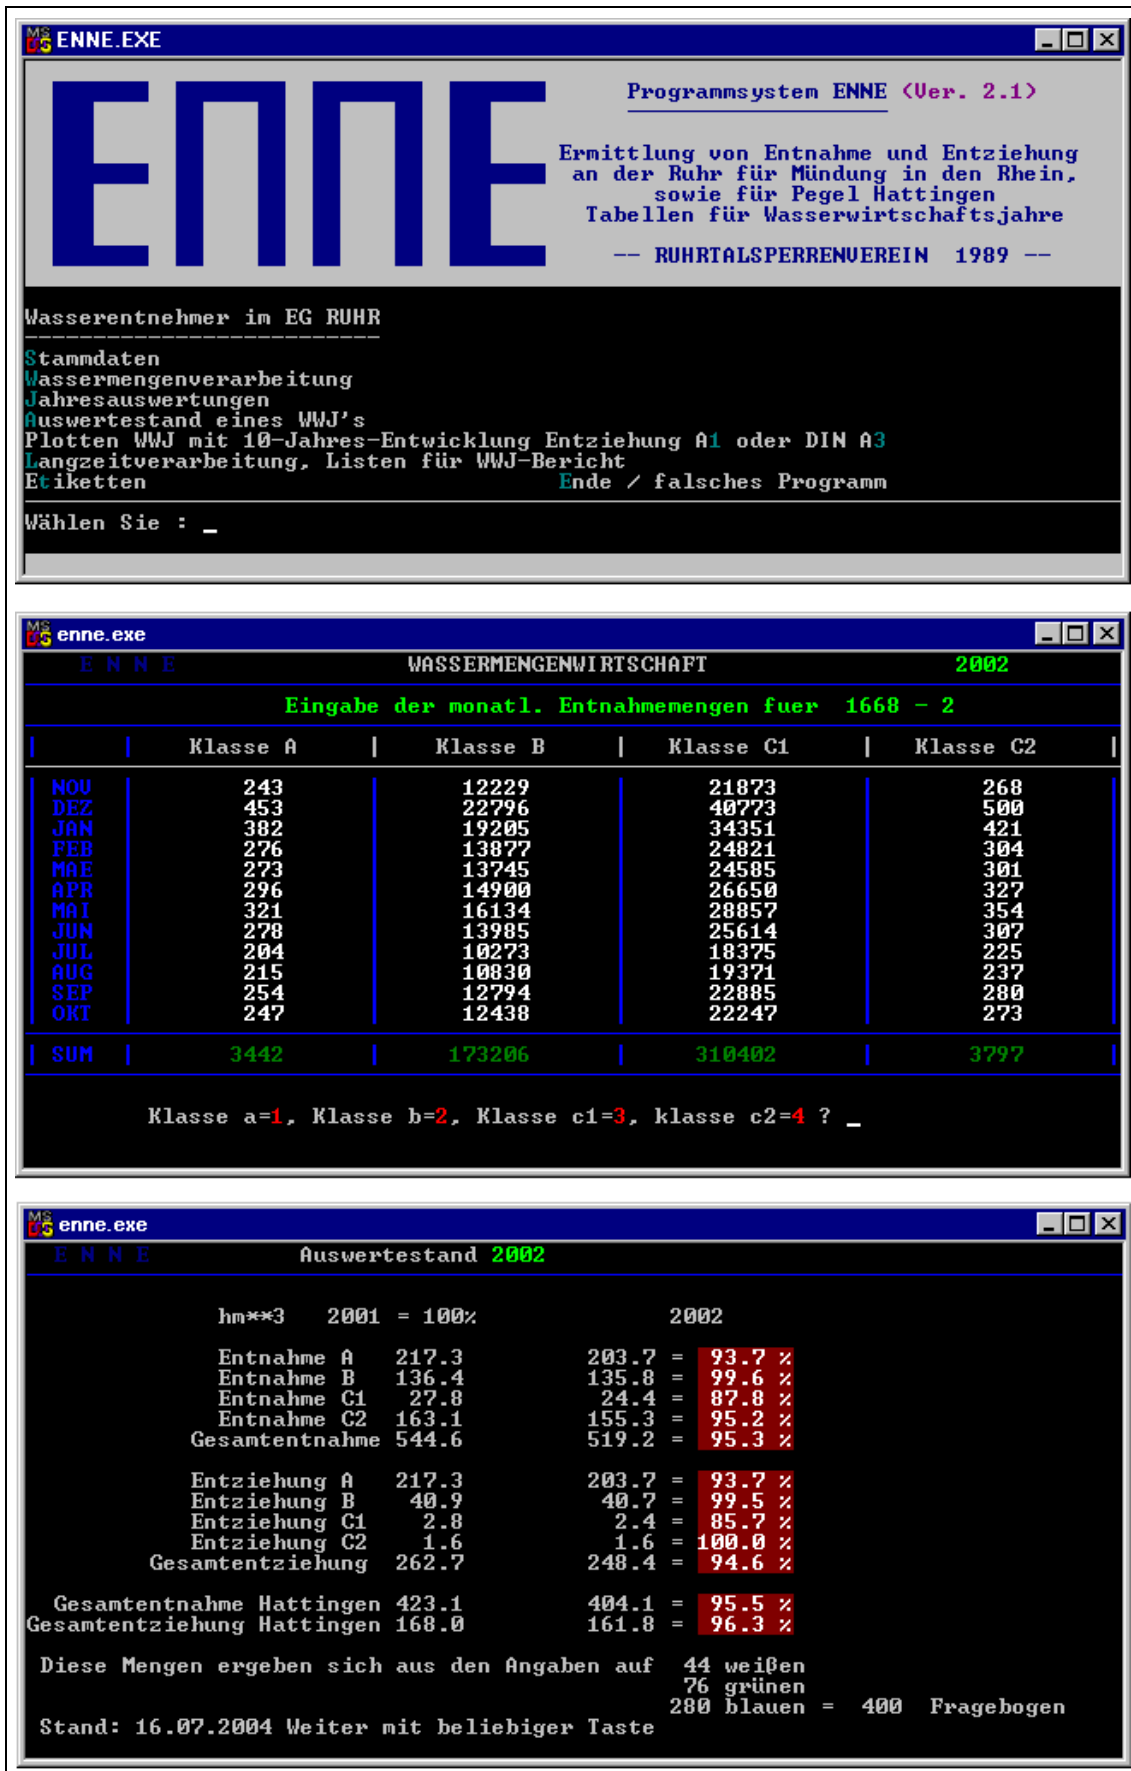 ENNE.EXE
ENNE
Programmsystem ENNE (Ver. 2.1)
Ermittlung von Entnahme und Entziehung
an der Ruhr für Mündung in den Rhein,
sowie für Pegel Hattingen
Tabellen für Wasserwirtschaftsjahre
-- RUHRTALSPERRENVEREIN 1989 --
Wasserentnehmer im EG RUHR
Stammdaten
Wassermengenverarbeitung
Jahresauswertungen
Auswertestand eines WWJ's
Plotten WWJ mit 10-Jahres-Entwicklung Entziehung A1 oder DIN A3
Langzeitverarbeitung, Listen für WWJ-Bericht
Etiketten Ende / falsches Programm
Wählen Sie : _
enne.exe
E N N E WASSERMENGENWIRTSCHAFT 2002
Eingabe der monatl. Entnahmemengen fuer 1668 - 2
| | Klasse A | Klasse B | Klasse C1 | Klasse C2 |
| NOV | 243 | 12229 | 21873 | 268 |
| DEZ | 453 | 22796 | 40773 | 500 |
| JAN | 382 | 19205 | 34351 | 421 |
| FEB | 276 | 13877 | 24821 | 304 |
| MAE | 273 | 13745 | 24585 | 301 |
| APR | 296 | 14900 | 26650 | 327 |
| MAI | 321 | 16134 | 28857 | 354 |
| JUN | 278 | 13985 | 25614 | 307 |
| JUL | 204 | 10273 | 18375 | 225 |
| AUG | 215 | 10830 | 19371 | 237 |
| SEP | 254 | 12794 | 22885 | 280 |
| OKT | 247 | 12438 | 22247 | 273 |
| SUM | 3442 | 173206 | 310402 | 3797 |
Klasse a=1, Klasse b=2, Klasse c1=3, klasse c2=4 ? _
enne.exe
E N N E Auswertestand 2002
hm**3 2001 = 100% 2002
Entnahme A 217.3 203.7 = 93.7 %
Entnahme B 136.4 135.8 = 99.6 %
Entnahme C1 27.8 24.4 = 87.8 %
Entnahme C2 163.1 155.3 = 95.2 %
Gesamtentnahme 544.6 519.2 = 95.3 %
Entziehung A 217.3 203.7 = 93.7 %
Entziehung B 40.9 40.7 = 99.5 %
Entziehung C1 2.8 2.4 = 85.7 %
Entziehung C2 1.6 1.6 = 100.0 %
Gesamtentziehung 262.7 248.4 = 94.6 %
Gesamtentnahme Hattingen 423.1 404.1 = 95.5 %
Gesamtentziehung Hattingen 168.0 161.8 = 96.3 %
Diese Mengen ergeben sich aus den Angaben auf 44 weißen
76 grünen
280 blauen = 400 Fragebogen
Stand: 16.07.2004 Weiter mit beliebiger Taste